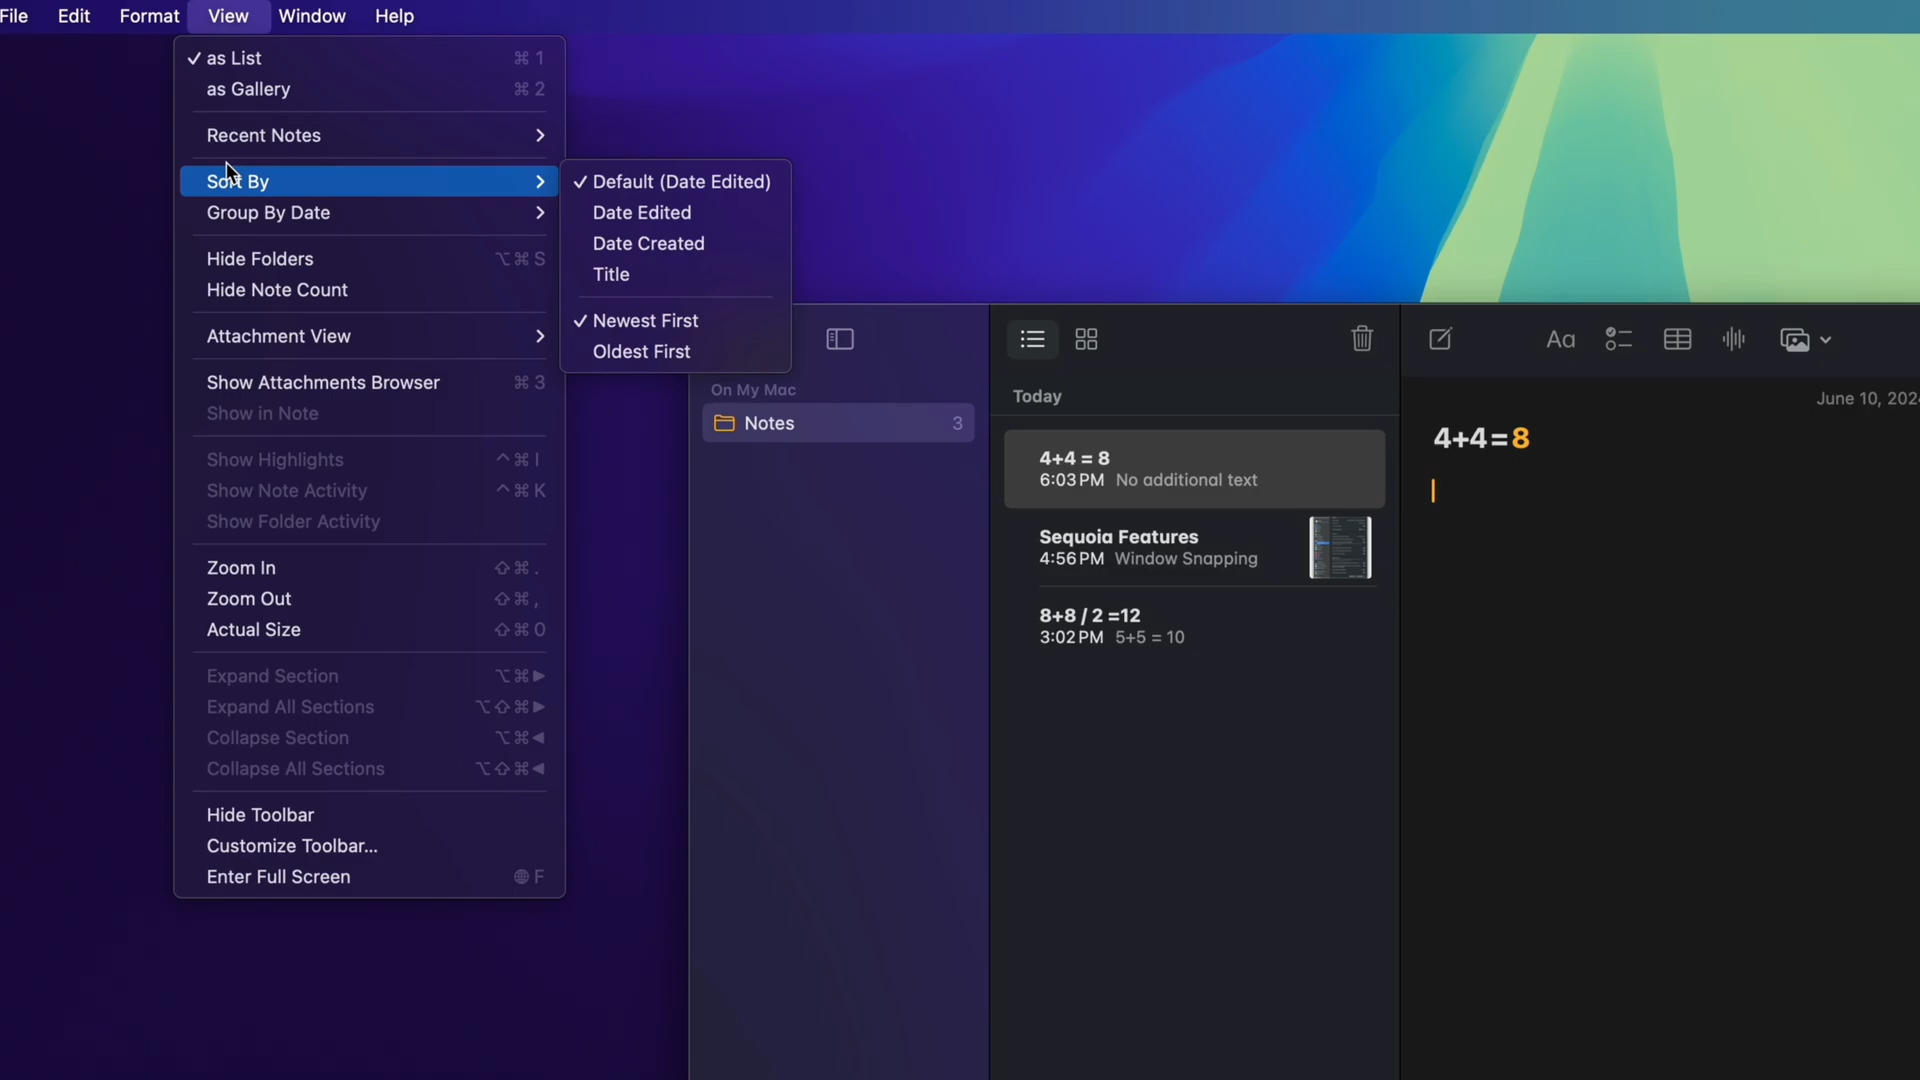 File Edit Format View Window Help
✓ as List ⌘ 1
as Gallery ⌘ 2
Recent Notes
Sort By
Group By Date
Hide Folders ⌥⌘ S
Hide Note Count
Attachment View
Show Attachments Browser ⌘ 3
Show in Note
Show Highlights ^⌘ I
Show Note Activity ^⌘ K
Show Folder Activity
Zoom In ⇧⌘ .
Zoom Out ⇧⌘ ,
Actual Size ⇧⌘ 0
Expand Section ⌥⌘▶
Expand All Sections ⌥⇧⌘▶
Collapse Section ⌥⌘◀
Collapse All Sections ⌥⇧⌘◀
Hide Toolbar
Customize Toolbar...
Enter Full Screen F
✓ Default (Date Edited)
Date Edited
Date Created
Title
✓ Newest First
Oldest First
On My Mac
Notes 3
Today
4+4 = 8
6:03 PM No additional text
Sequoia Features
4:56 PM Window Snapping
8+8 / 2 =12
3:02 PM 5+5 = 10
Aa
June 10,
4+4=8